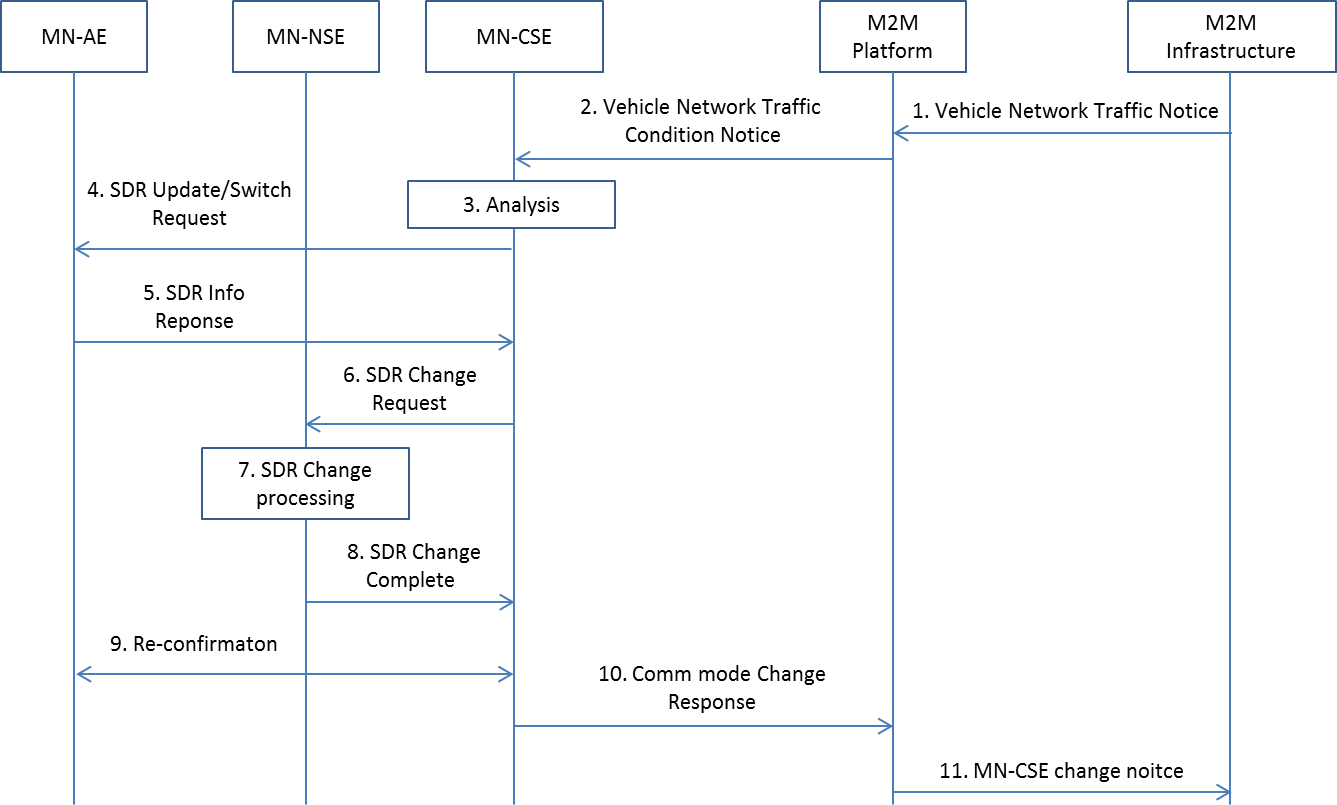 MN-AE
MN-NSE
MN-CSE
M2M
Platform
M2M
Infrastructure
1. Vehicle Network Traffic Notice
2. Vehicle Network Traffic
Condition Notice
3. Analysis
4. SDR Update/Switch
Request
5. SDR Info
Reponse
6. SDR Change
Request
7. SDR Change
processing
8. SDR Change
Complete
9. Re-confirmaton
10. Comm mode Change
Response
11. MN-CSE change noitce